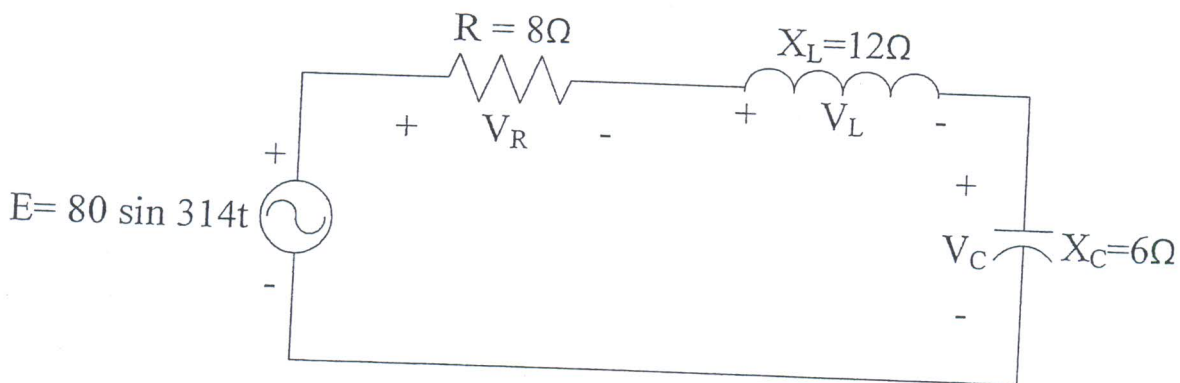 R = 8Ω
X_L=12Ω
+ V_R -
+ V_L -
+
E= 80 sin 314t
-
+
V_C X_C=6Ω
-